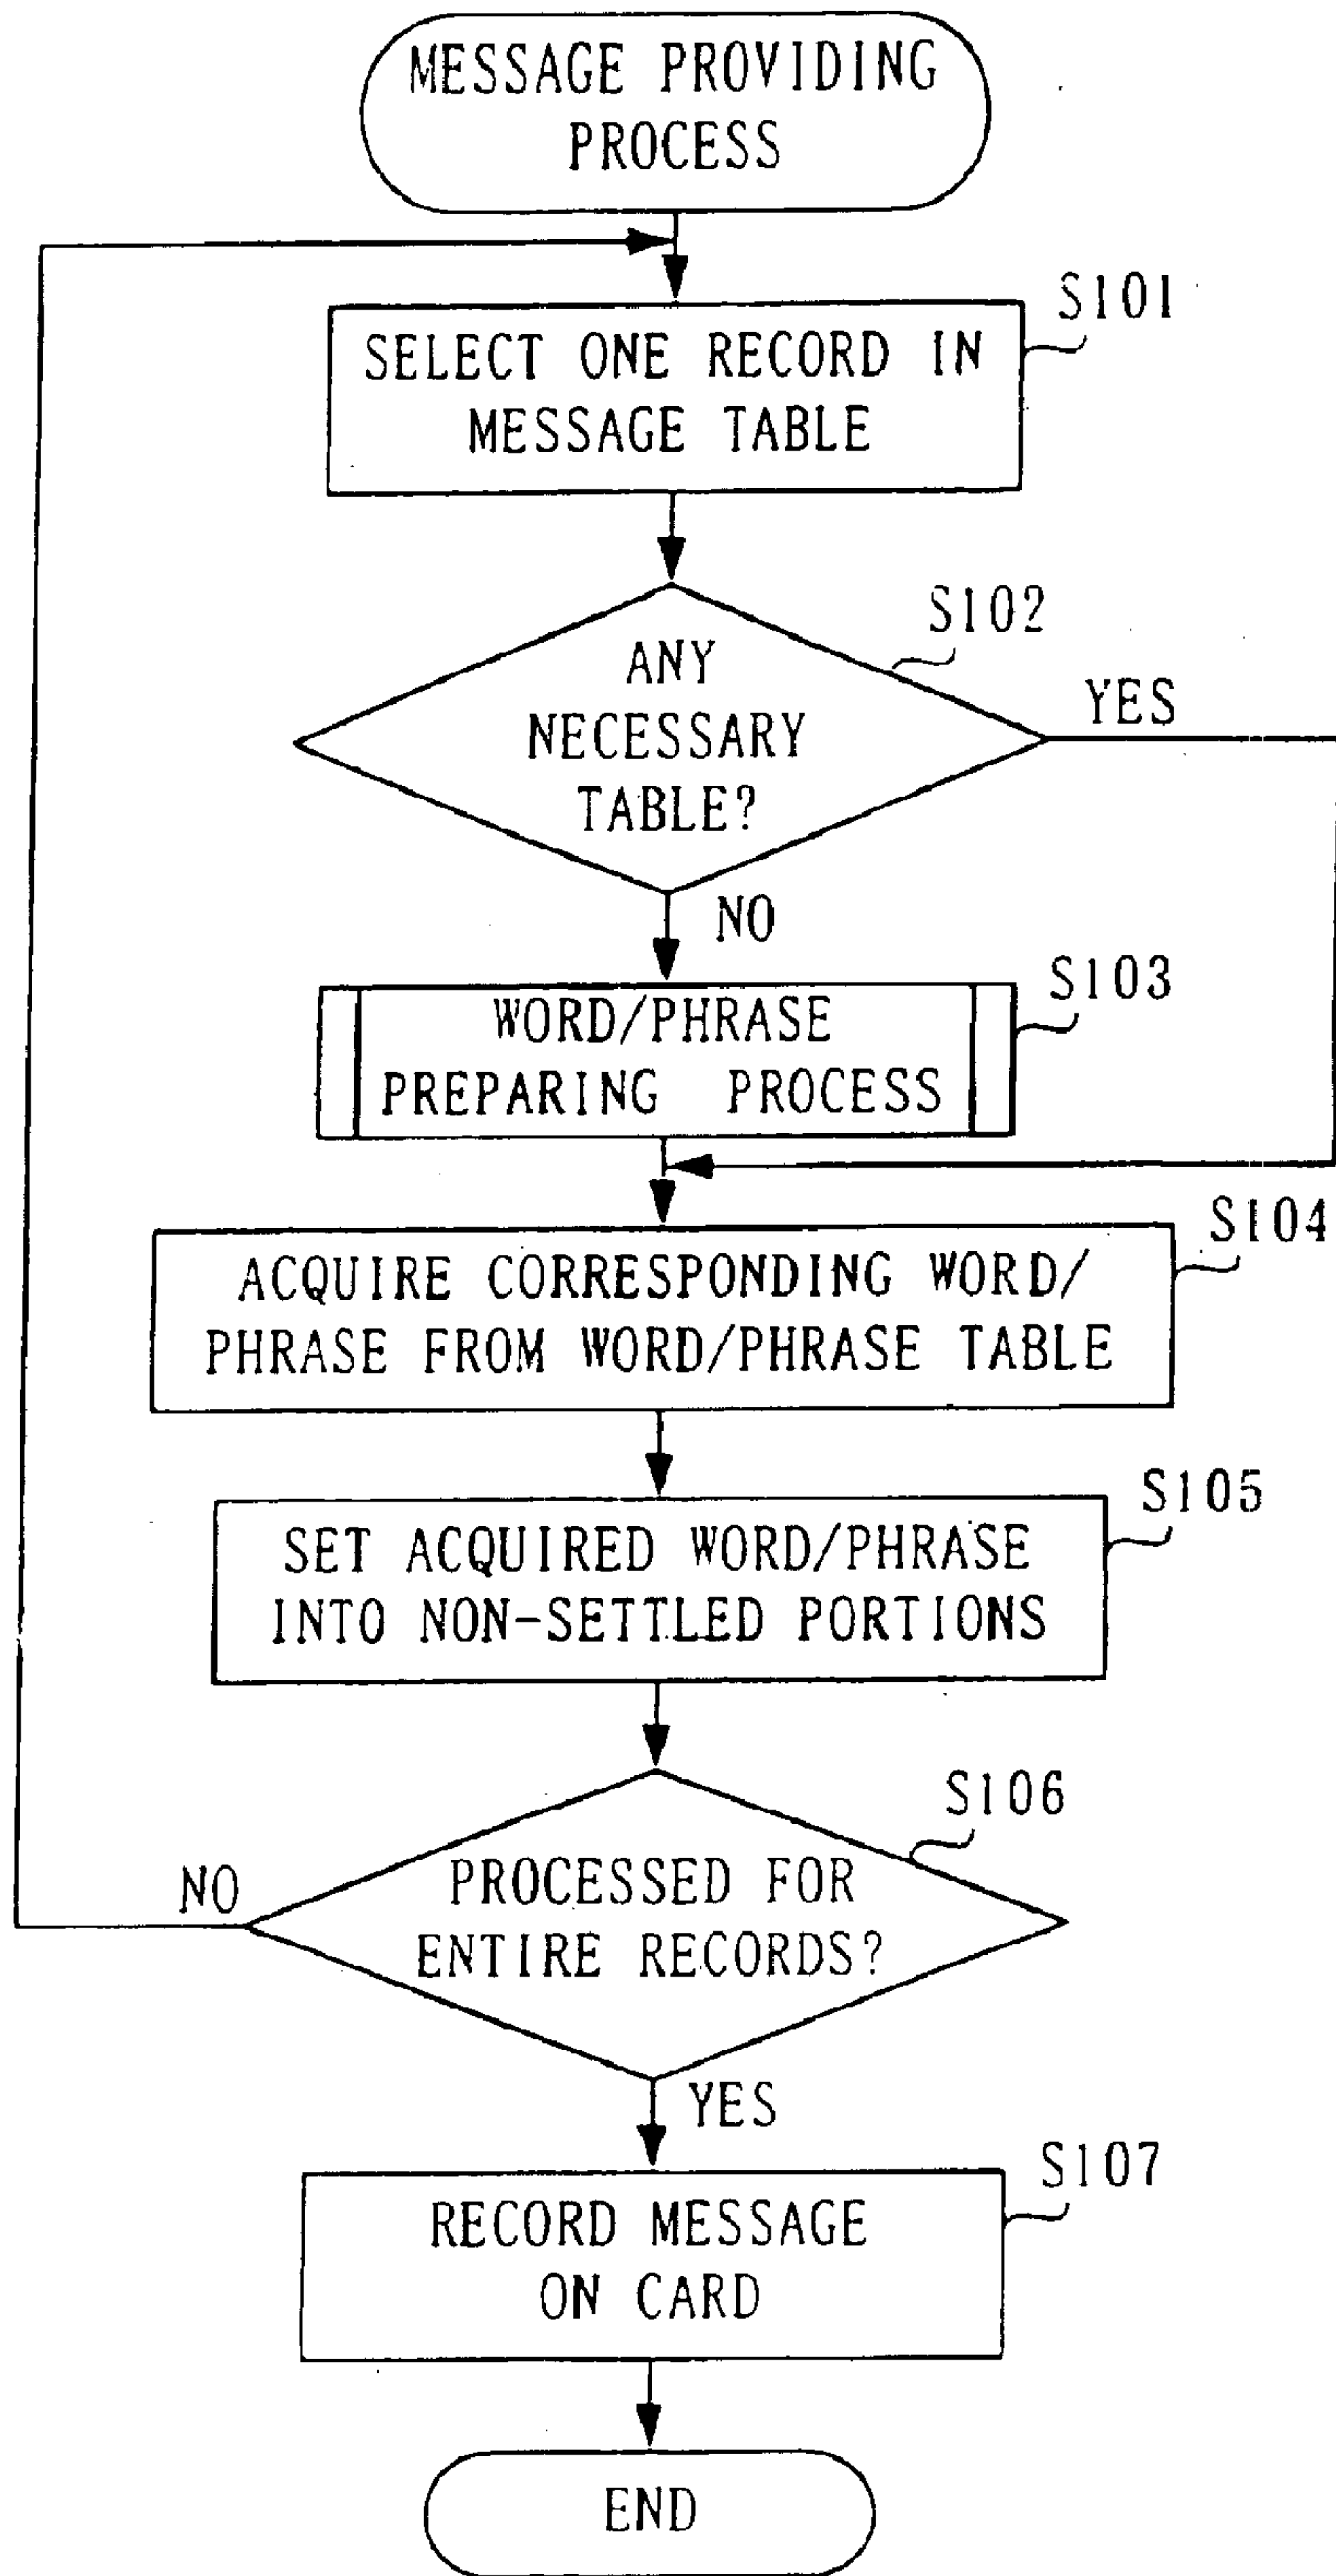 MESSAGE PROVIDING
PROCESS
S101
SELECT ONE RECORD IN
MESSAGE TABLE
S102
ANY
NECESSARY
TABLE?
YES
NO
S103
WORD/PHRASE
PREPARING PROCESS
S104
ACQUIRE CORRESPONDING WORD/
PHRASE FROM WORD/PHRASE TABLE
S105
SET ACQUIRED WORD/PHRASE
INTO NON-SETTLED PORTIONS
S106
NO
PROCESSED FOR
ENTIRE RECORDS?
YES
S107
RECORD MESSAGE
ON CARD
END